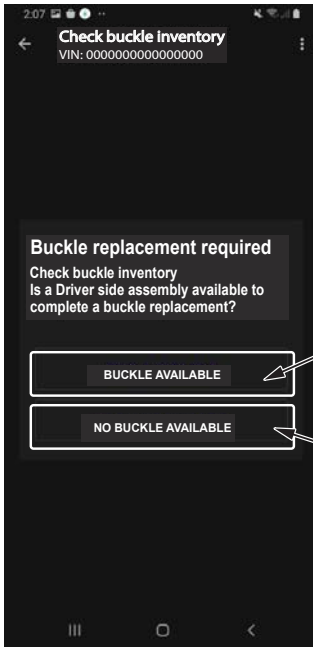 2:07
Check buckle inventory
VIN: 0000000000000000
Buckle replacement required
Check buckle inventory
Is a Driver side assembly available to
complete a buckle replacement?
BUCKLE AVAILABLE
NO BUCKLE AVAILABLE